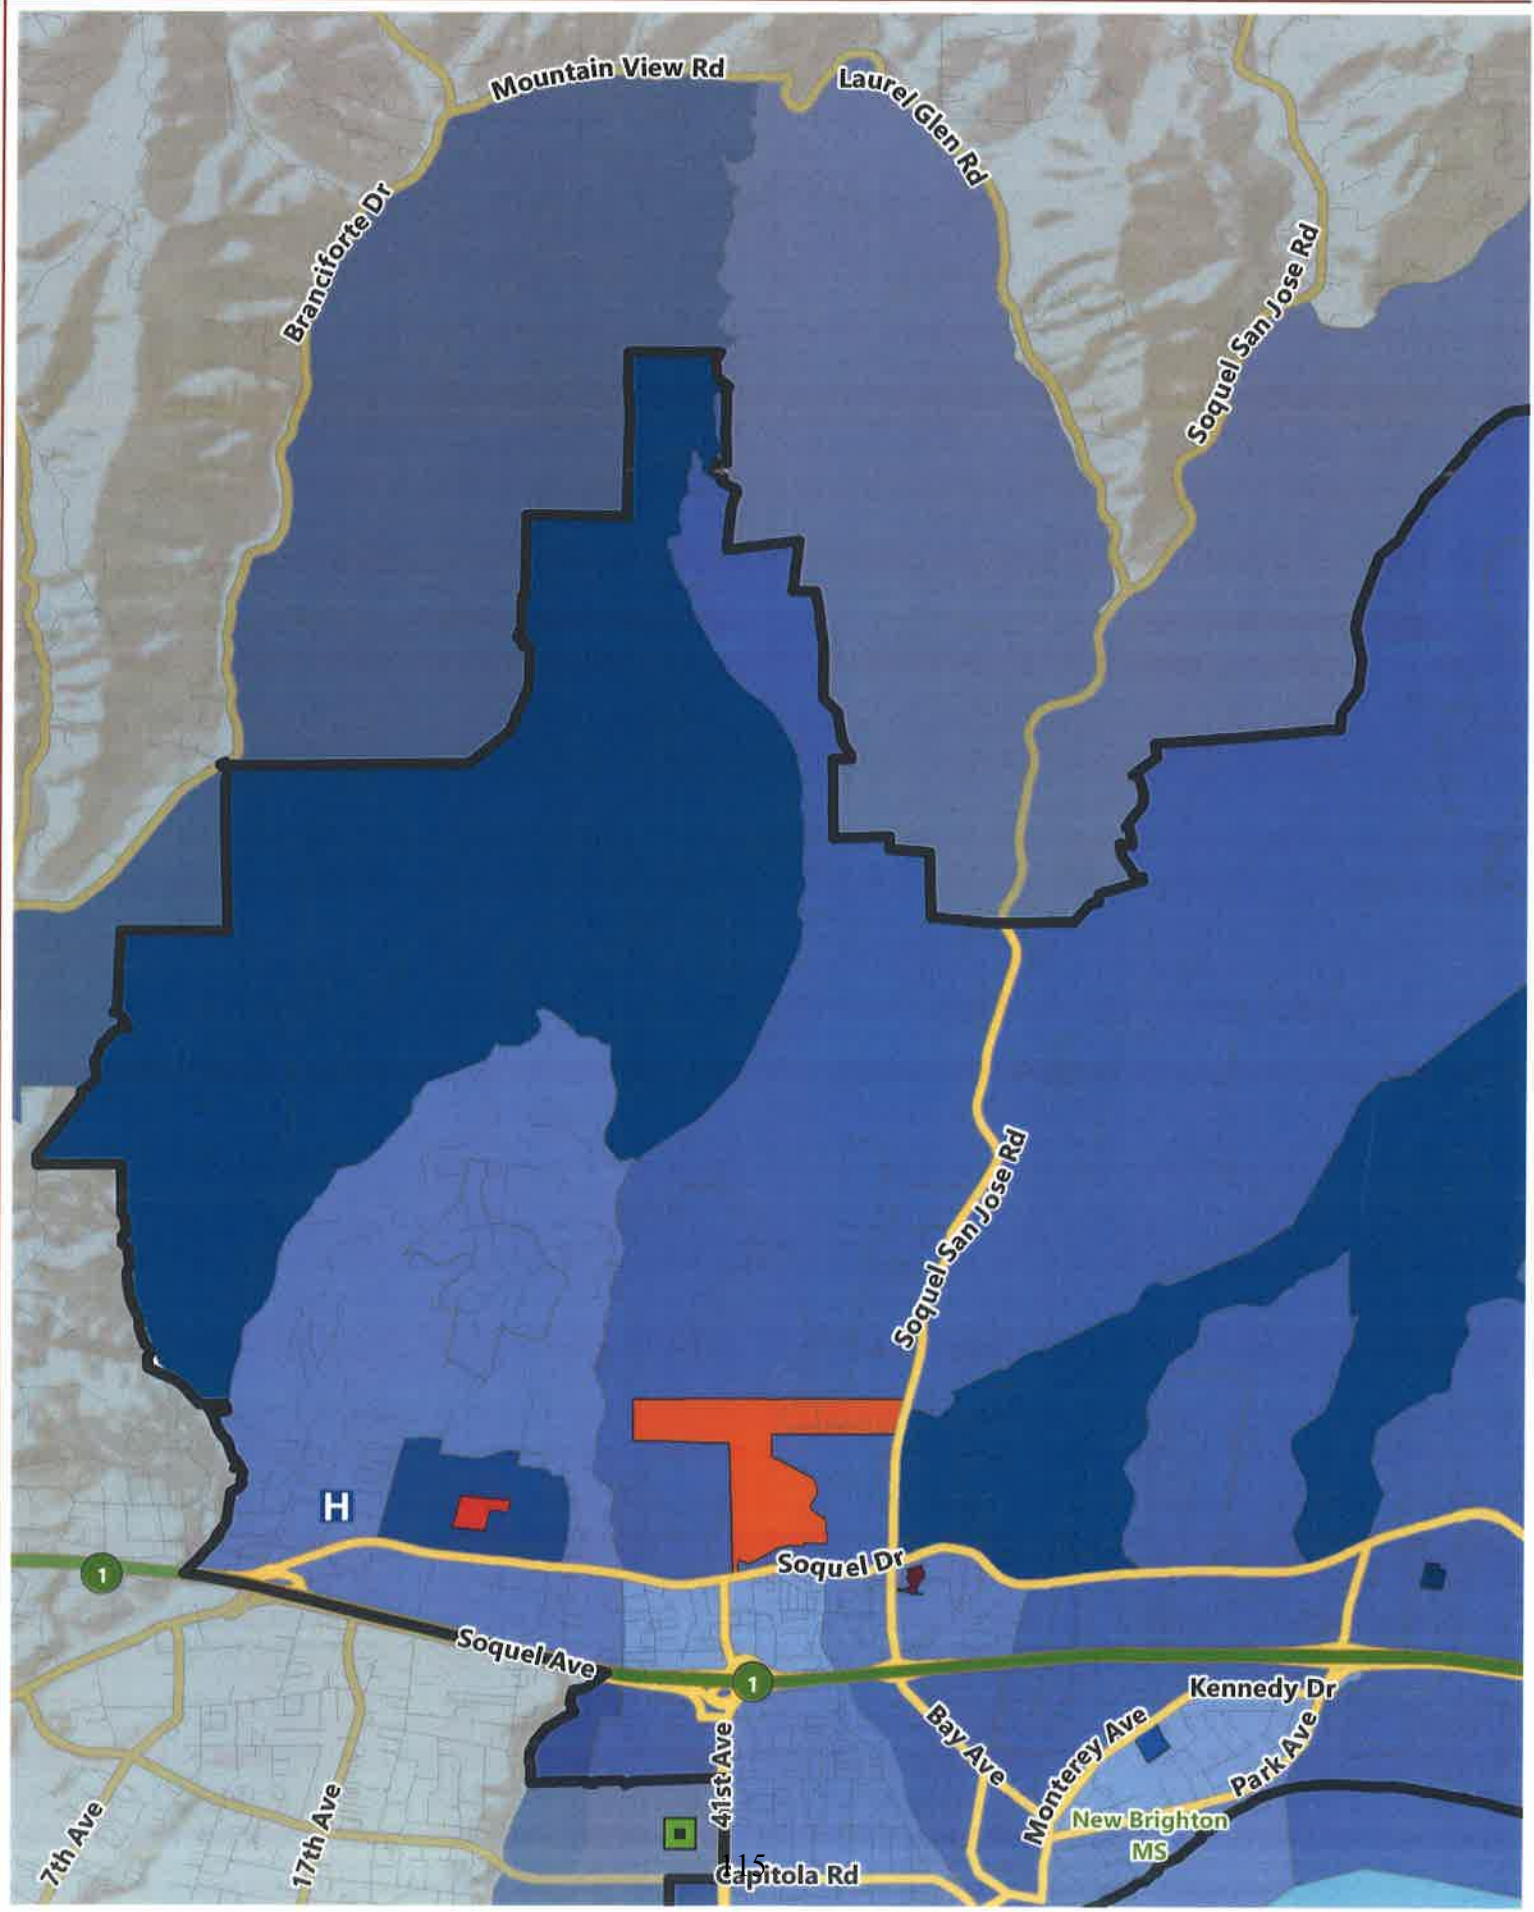 Mountain View Rd
Laurel Glen Rd
Branciforte Dr
Soquel San Jose Rd
Soquel San Jose Rd
H
Soquel Dr
1
Soquel Ave
1
Kennedy Dr
Bay Ave
Monterey Ave
Park Ave
41st Ave
New Brighton
MS
7th Ave
17th Ave
115
Capitola Rd